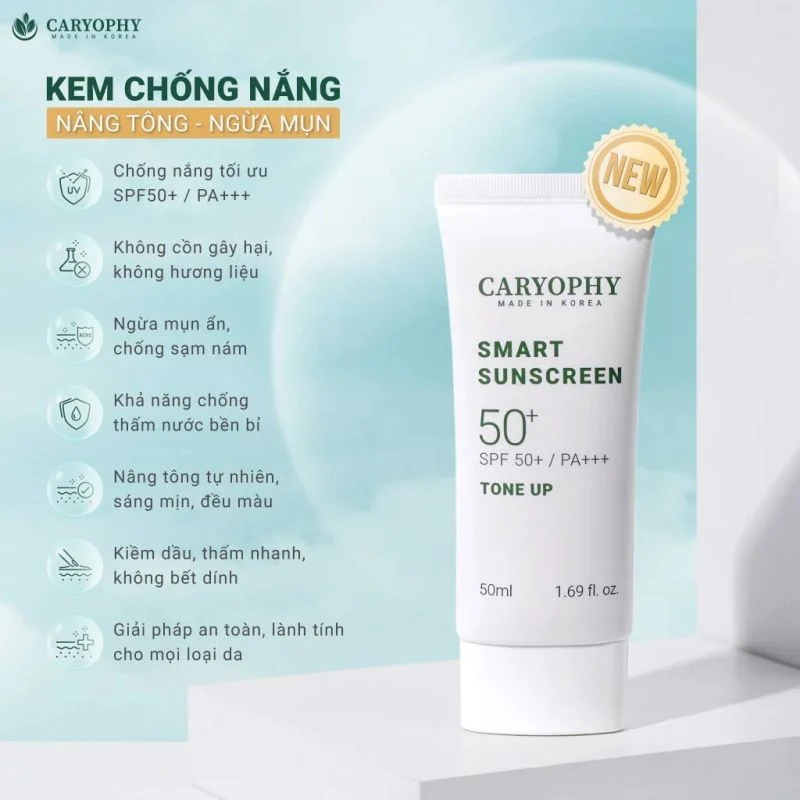 CARYOPHY
MADE IN KOREA
KEM CHỐNG NẮNG
NÂNG TÔNG - NGỪA MỤN
Chống nắng tối ưu
SPF50+ / PA+++
Không cồn gây hại,
không hương liệu
Ngừa mụn ẩn,
chống sạm nám
Khả năng chống
thấm nước bền bỉ
Nâng tông tự nhiên,
sáng mịn, đều màu
Kiềm dầu, thấm nhanh,
không bết dính
Giải pháp an toàn, lành tính
cho mọi loại da
UV
ACNE
NEW
CARYOPHY
MADE IN KOREA
SMART
SUNSCREEN
50+
SPF 50+ / PA+++
TONE UP
50ml 1.69 fl. oz.